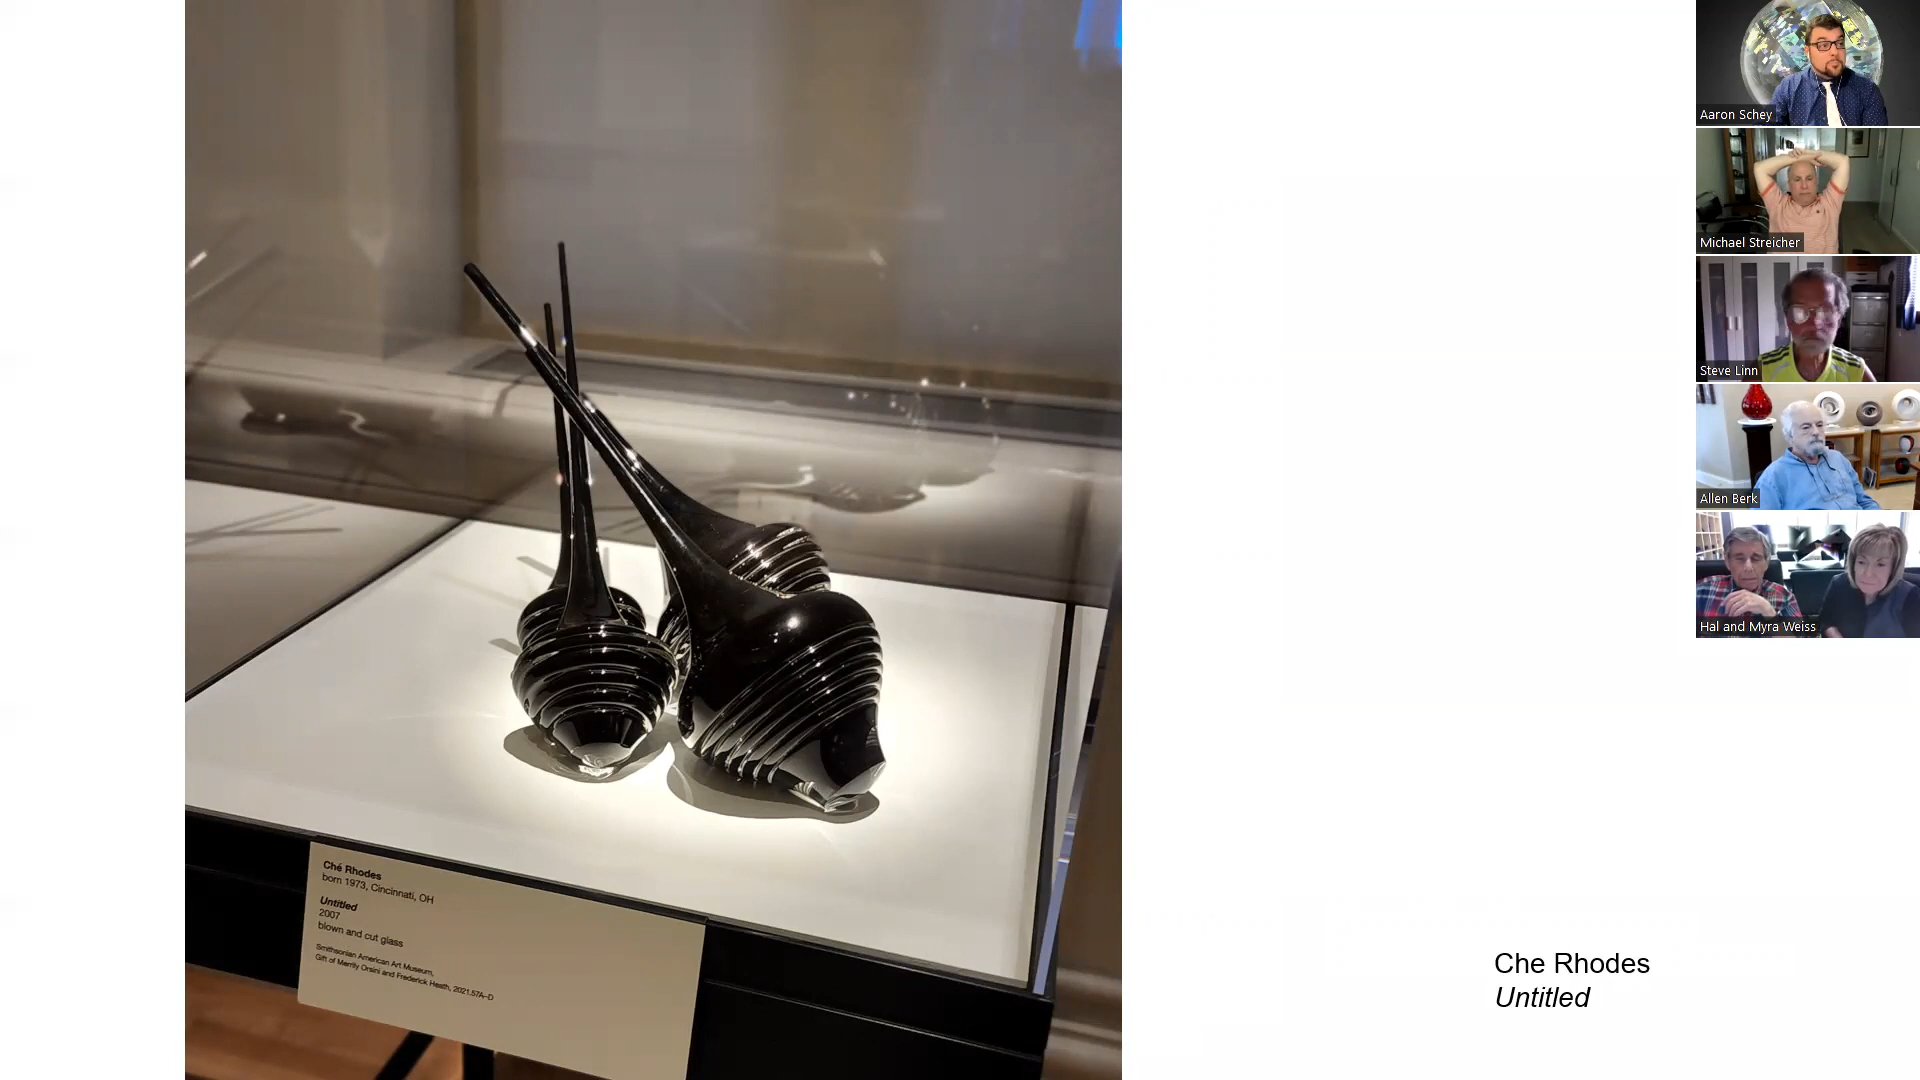 Ché Rhodes
born 1973, Cincinnati, OH
Untitled
2007
blown and cut glass
Smithsonian American Art Museum,
Gift of Merrily Orsini and Frederick Heath, 2021.57A–D
Che Rhodes
Untitled
Aaron Schey
Michael Streicher
Steve Linn
Allen Berk
Hal and Myra Weiss